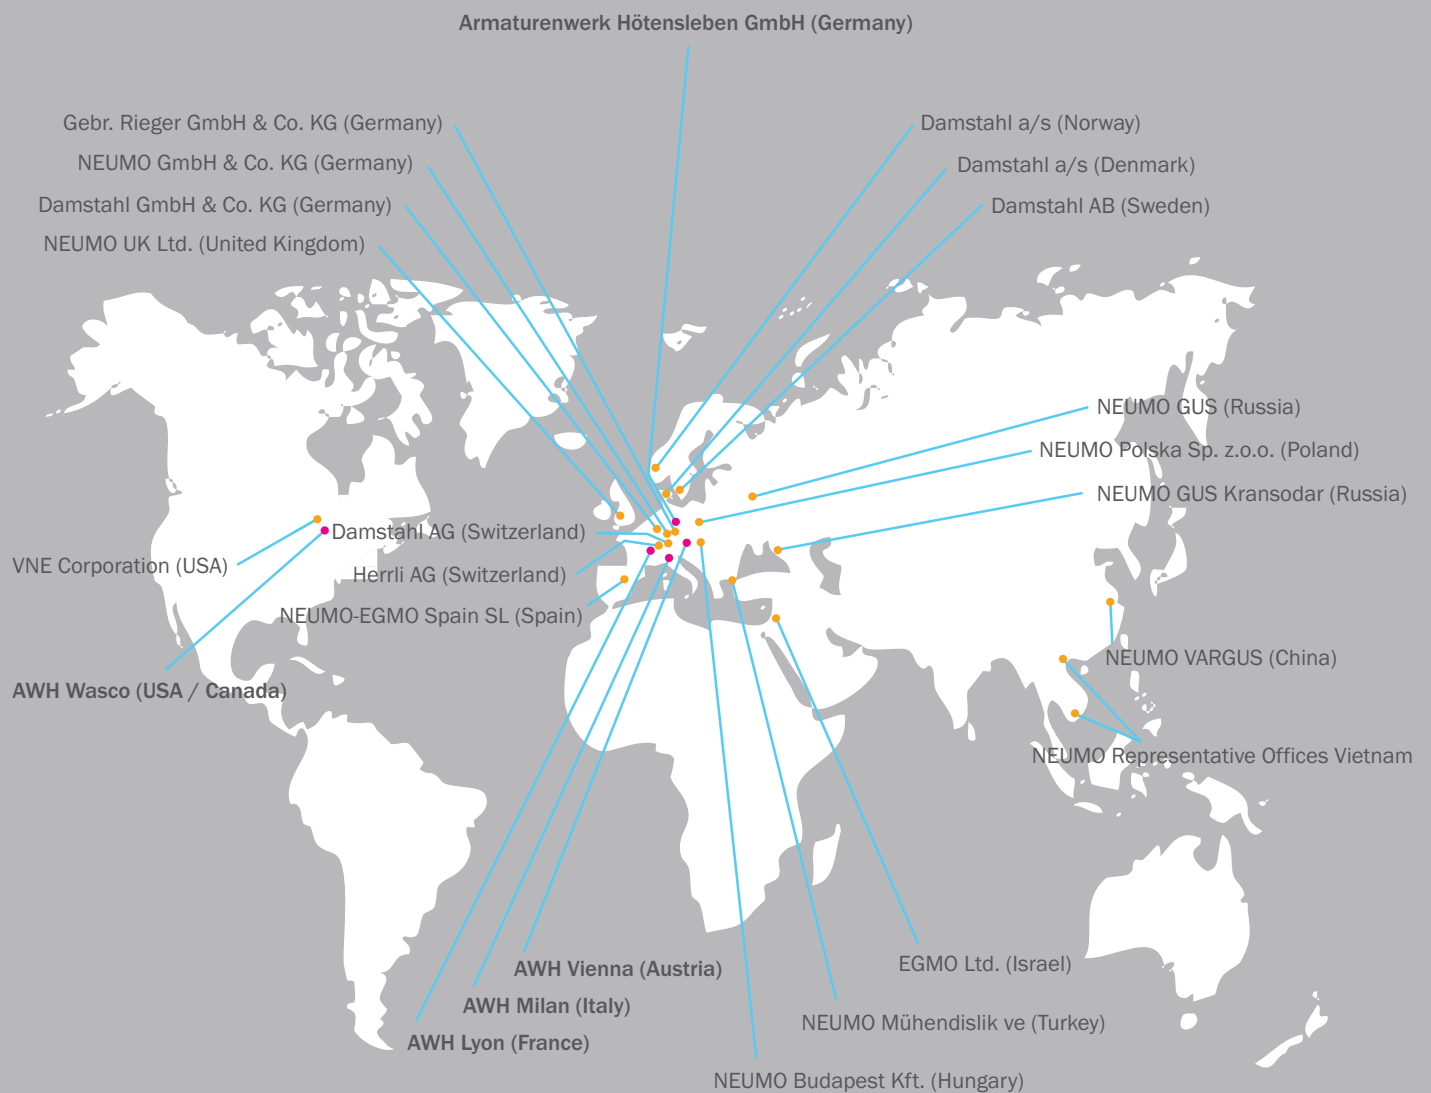 Armaturenwerk Hötensleben GmbH (Germany)
Gebr. Rieger GmbH & Co. KG (Germany)
NEUMO GmbH & Co. KG (Germany)
Damstahl GmbH & Co. KG (Germany)
NEUMO UK Ltd. (United Kingdom)
Damstahl a/s (Norway)
Damstahl a/s (Denmark)
Damstahl AB (Sweden)
NEUMO GUS (Russia)
NEUMO Polska Sp. z.o.o. (Poland)
NEUMO GUS Kransodar (Russia)
Damstahl AG (Switzerland)
VNE Corporation (USA)
Herrli AG (Switzerland)
NEUMO-EGMO Spain SL (Spain)
NEUMO VARGUS (China)
AWH Wasco (USA / Canada)
NEUMO Representative Offices Vietnam
AWH Vienna (Austria)
EGMO Ltd. (Israel)
AWH Milan (Italy)
NEUMO Mühendislik ve (Turkey)
AWH Lyon (France)
NEUMO Budapest Kft. (Hungary)